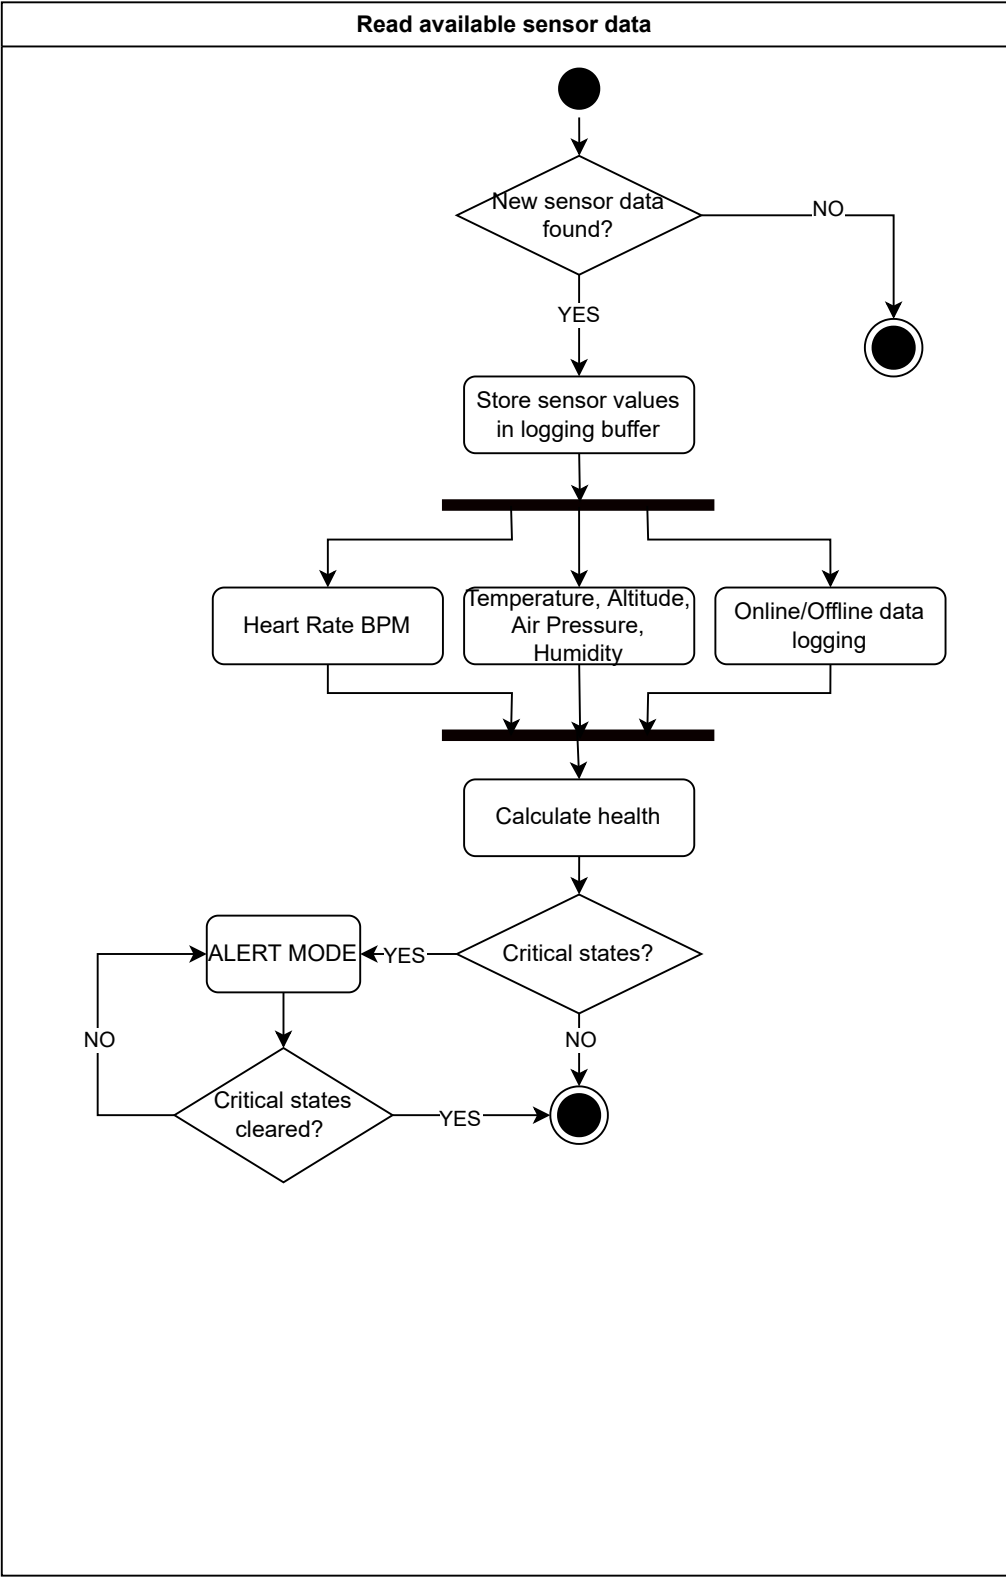 Read available sensor data
New sensor data
found?
NO
YES
Store sensor values
in logging buffer
Heart Rate BPM
Temperature, Altitude,
Air Pressure,
Humidity
Online/Offline data
logging
Calculate health
ALERT MODE
YES
Critical states?
NO
NO
Critical states
cleared?
YES